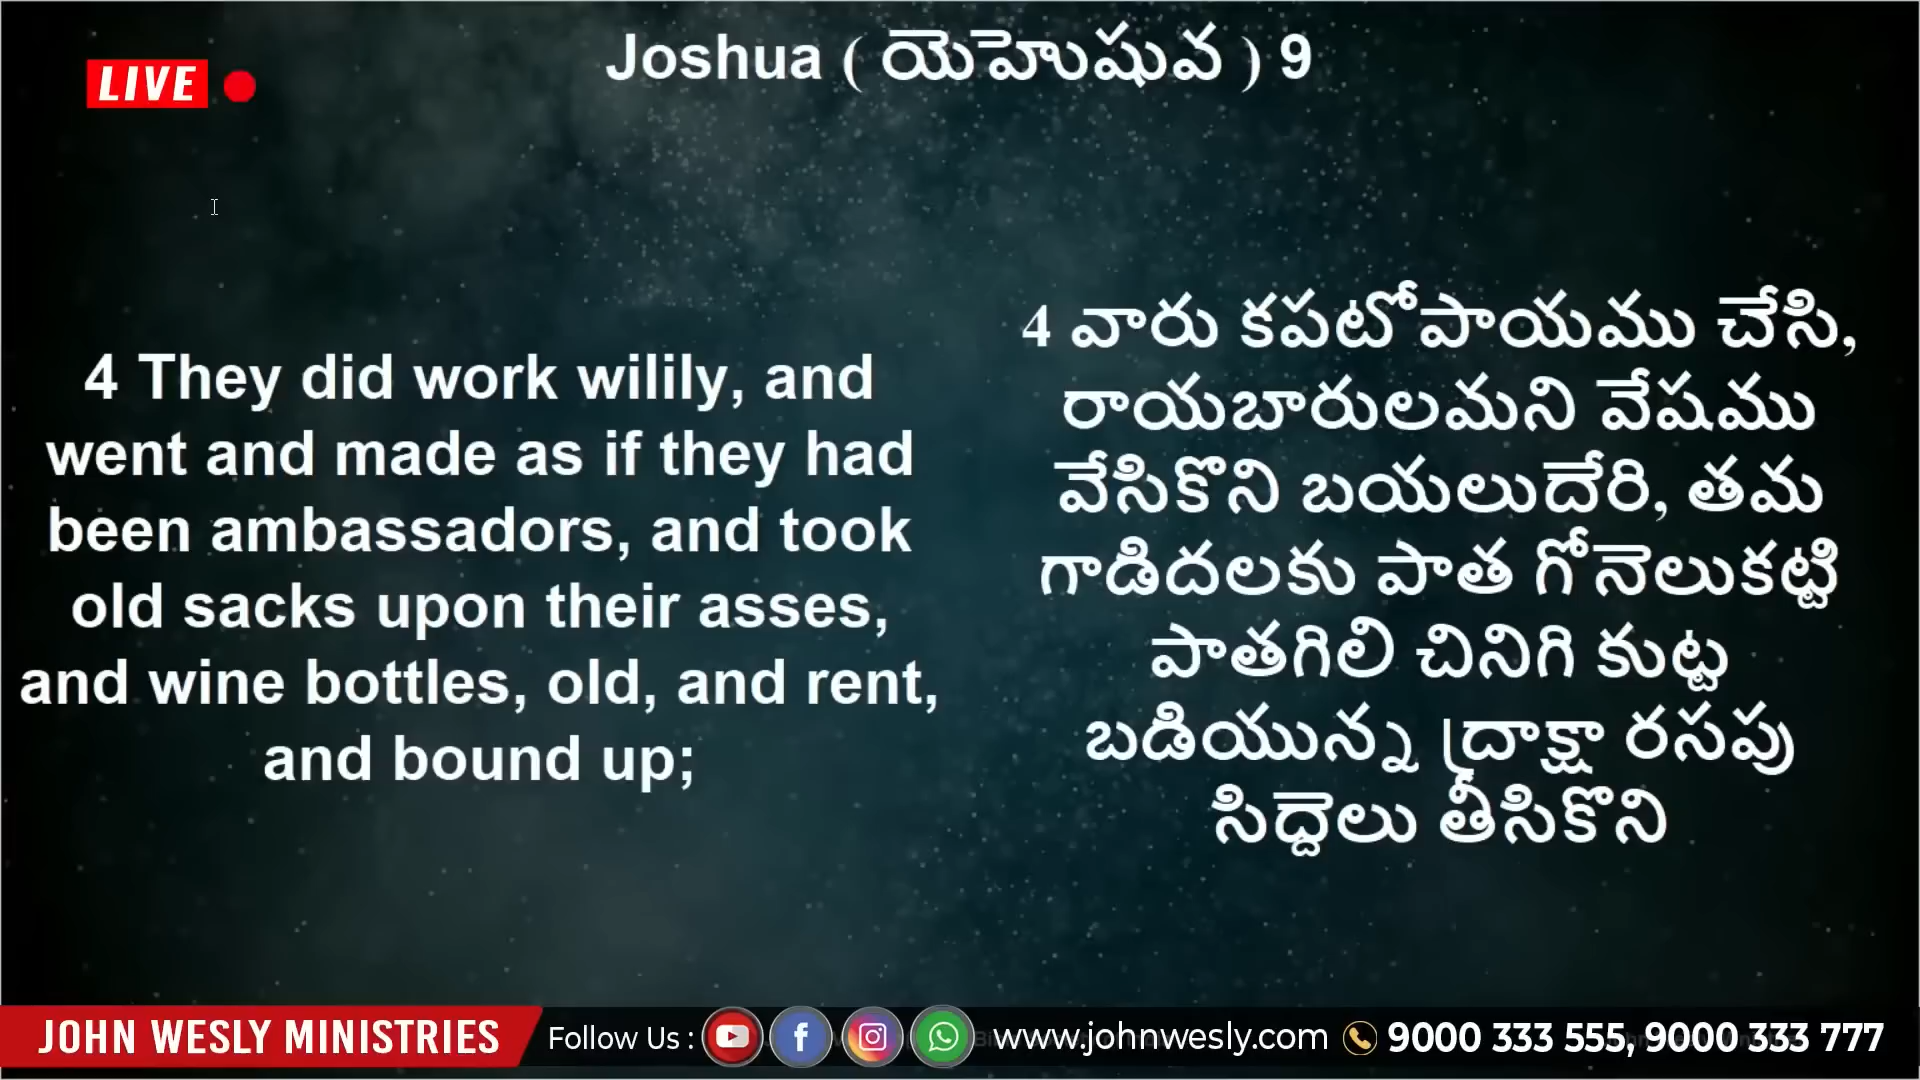 Joshua ( యెహెషువ ) 9
LIVE
4 They did work wilily, and
went and made as if they had
been ambassadors, and took
old sacks upon their asses,
and wine bottles, old, and rent,
and bound up;
4 వారు కపటోపాయము చేసి,
రాయబారులమని వేషము
వేసికొని బయలుదేరి, తమ
గాడిదలకు పాత గోనెలుకట్టి
పాతగిలి చినిగి కుట్ట
బడియున్న ద్రాక్షా రసపు
సిద్దెలు తీసికొని
JOHN WESLY MINISTRIES
Follow Us :
www.johnwesly.com
9000 333 555, 9000 333 777